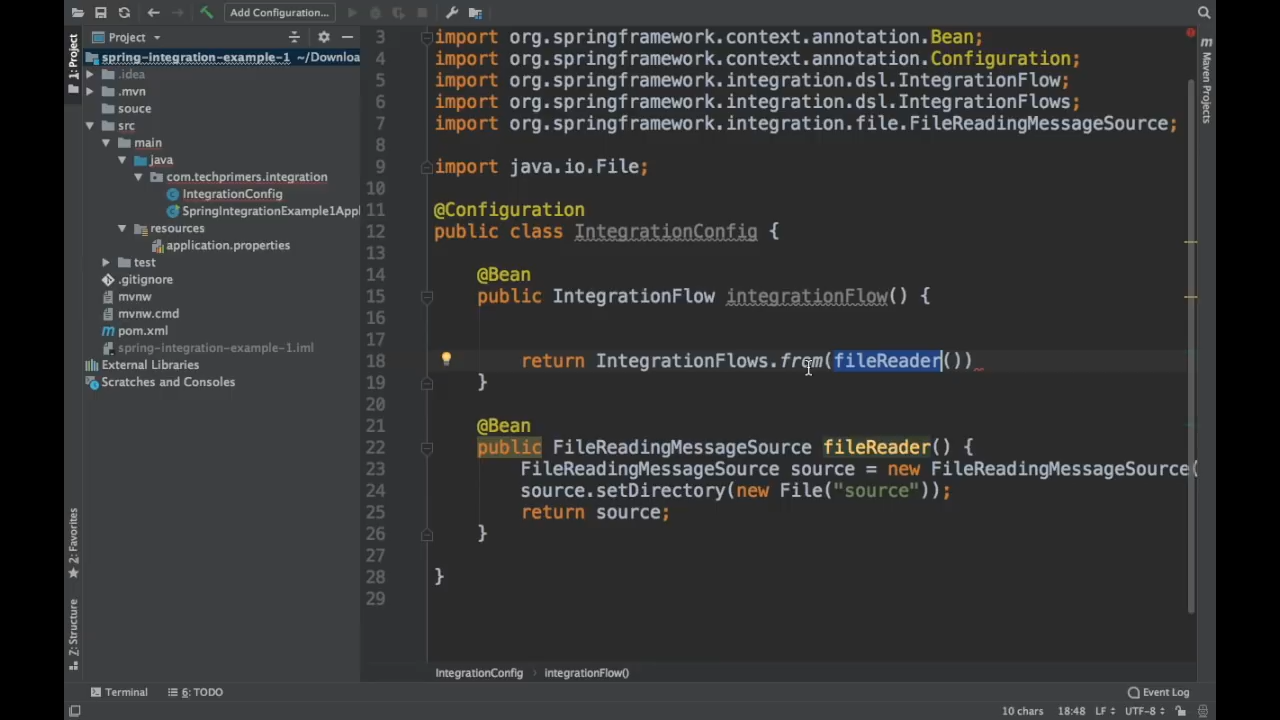 Add Configuration...
Project
spring-integration-example-1 ~/Downloa
.idea
.mvn
souce
src
main
java
com.techprimers.integration
IntegrationConfig
SpringIntegrationExample1Appl
resources
application.properties
test
.gitignore
mvnw
mvnw.cmd
pom.xml
spring-integration-example-1.iml
External Libraries
Scratches and Consoles
1: Project
2: Favorites
Z: Structure
3 import org.springframework.context.annotation.Bean;
4 import org.springframework.context.annotation.Configuration;
5 import org.springframework.integration.dsl.IntegrationFlow;
6 import org.springframework.integration.dsl.IntegrationFlows;
7 import org.springframework.integration.file.FileReadingMessageSource;
8
9 import java.io.File;
10
11 @Configuration
12 public class IntegrationConfig {
13
14 @Bean
15 public IntegrationFlow integrationFlow() {
16
17
18 return IntegrationFlows.from(fileReader())
19 }
20
21 @Bean
22 public FileReadingMessageSource fileReader() {
23 FileReadingMessageSource source = new FileReadingMessageSource(
24 source.setDirectory(new File("source"));
25 return source;
26 }
27
28 }
29
Maven Projects
IntegrationConfig › integrationFlow()
Terminal 6: TODO Event Log
10 chars 18:48 LF UTF-8